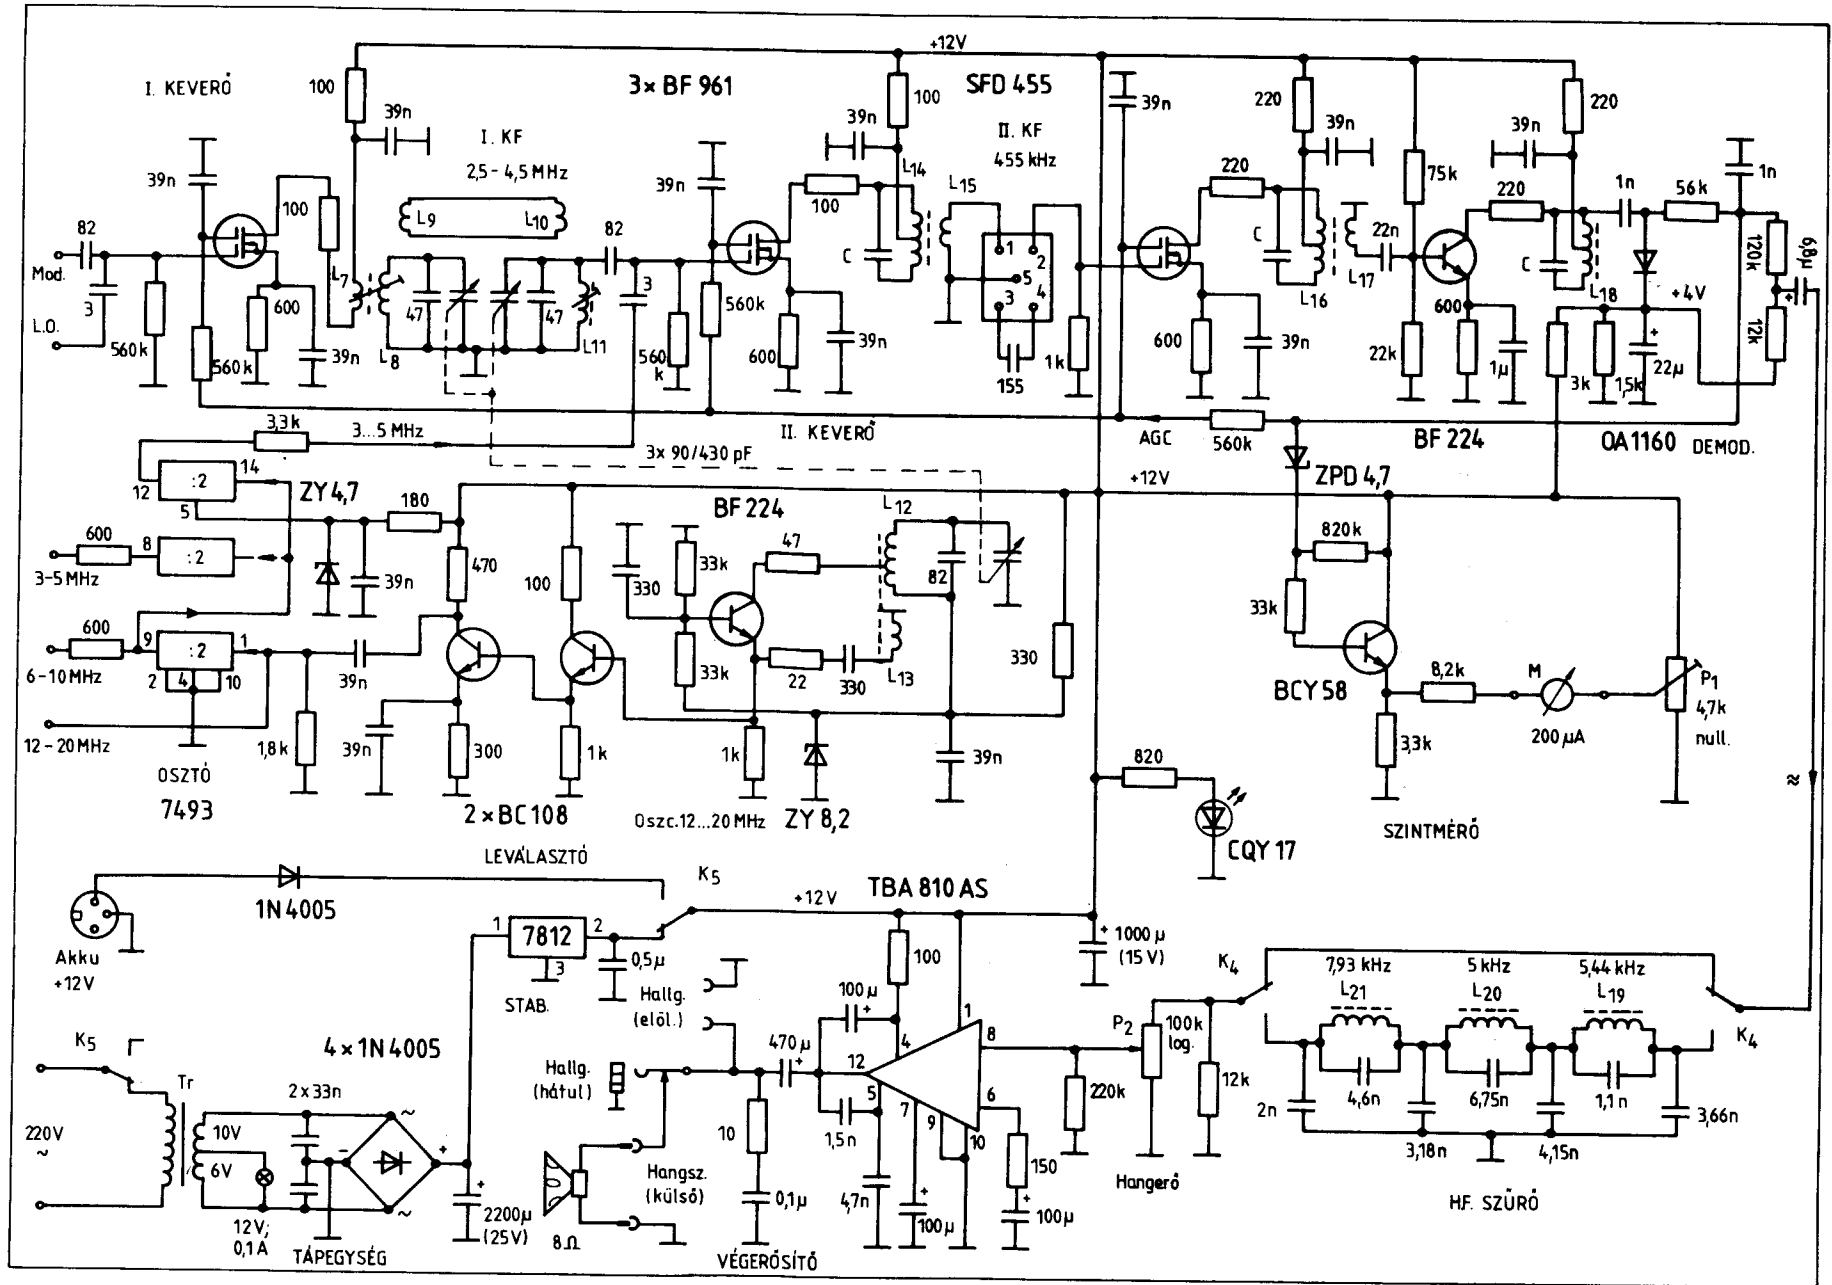 +12V
I. KEVERŐ
100
3x BF 961
SFD 455
39n
I. KF
2,5-4,5 MHz
39n
100
II. KF
455 kHz
39n
220
39n
220
39n
1n
39n
100
L9
L10
82
39n
100
L14
L15
220
75k
220
1n
56k
120k
6,8µ
82
Mod.
3
L.O.
560k
560k
600
39n
L7
L8
47
47
L11
3
560k
560k
600
39n
C
1
2
5
3
4
155
1k
600
39n
C
L16
L17
22n
22k
600
1µ
C
L18
+4V
3k
1,5k
22µ
12k
3,3k
3...5 MHz
II. KEVERŐ
AGC
560k
BF 224
OA1160
DEMOD.
3x 90/430 pF
12
:2
14
5
ZY 4,7
180
BF 224
L12
+12V
ZPD 4,7
600
8
:2
3-5 MHz
39n
470
100
330
33k
47
82
330
820k
600
9
:2
1
2
4
10
6-10 MHz
39n
33k
22
330
L13
330
33k
BCY 58
8,2k
M
200 µA
P1
4,7k
null.
12-20 MHz
OSZTÓ
7493
1,8k
39n
300
1k
1k
39n
3,3k
2 x BC 108
Oszc.12...20 MHz
ZY 8,2
820
CQY 17
SZINTMÉRŐ
≈
LEVÁLASZTÓ
K5
1N 4005
Akku
+12V
1
7812
2
3
STAB.
0,5µ
+12V
TBA 810 AS
100
1000 µ
(15 V)
Hallg.
(elöl.)
100 µ
470 µ
Hallg.
(hátul)
12
4
1
8
5
7
9
10
6
1,5n
P2
100k
log.
220k
12k
K4
7,93 kHz
L21
5 kHz
L20
5,44 kHz
L19
K4
2n
4,6n
3,18n
6,75n
4,15n
1,1n
3,66n
K5
4 x 1N 4005
Tr
2 x 33n
220V
~
10V
6V
12V;
0,1A
~
-
+
~
2200µ
(25V)
8Ω
Hangsz.
(külső)
10
0,1µ
4,7n
100µ
150
100µ
Hangerő
TÁPEGYSÉG
VÉGERŐSÍTŐ
H.F. SZŰRŐ